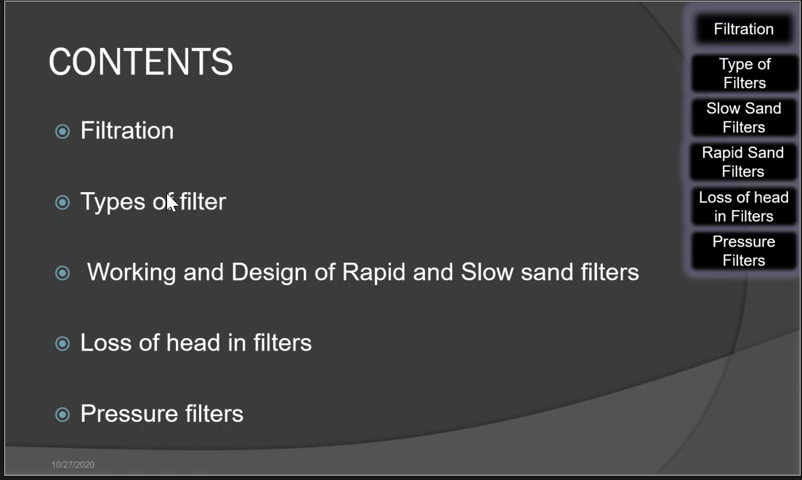 CONTENTS
Filtration
Types of filter
Working and Design of Rapid and Slow sand filters
Loss of head in filters
Pressure filters
10/27/2020
Filtration
Type of
Filters
Slow Sand
Filters
Rapid Sand
Filters
Loss of head
in Filters
Pressure
Filters